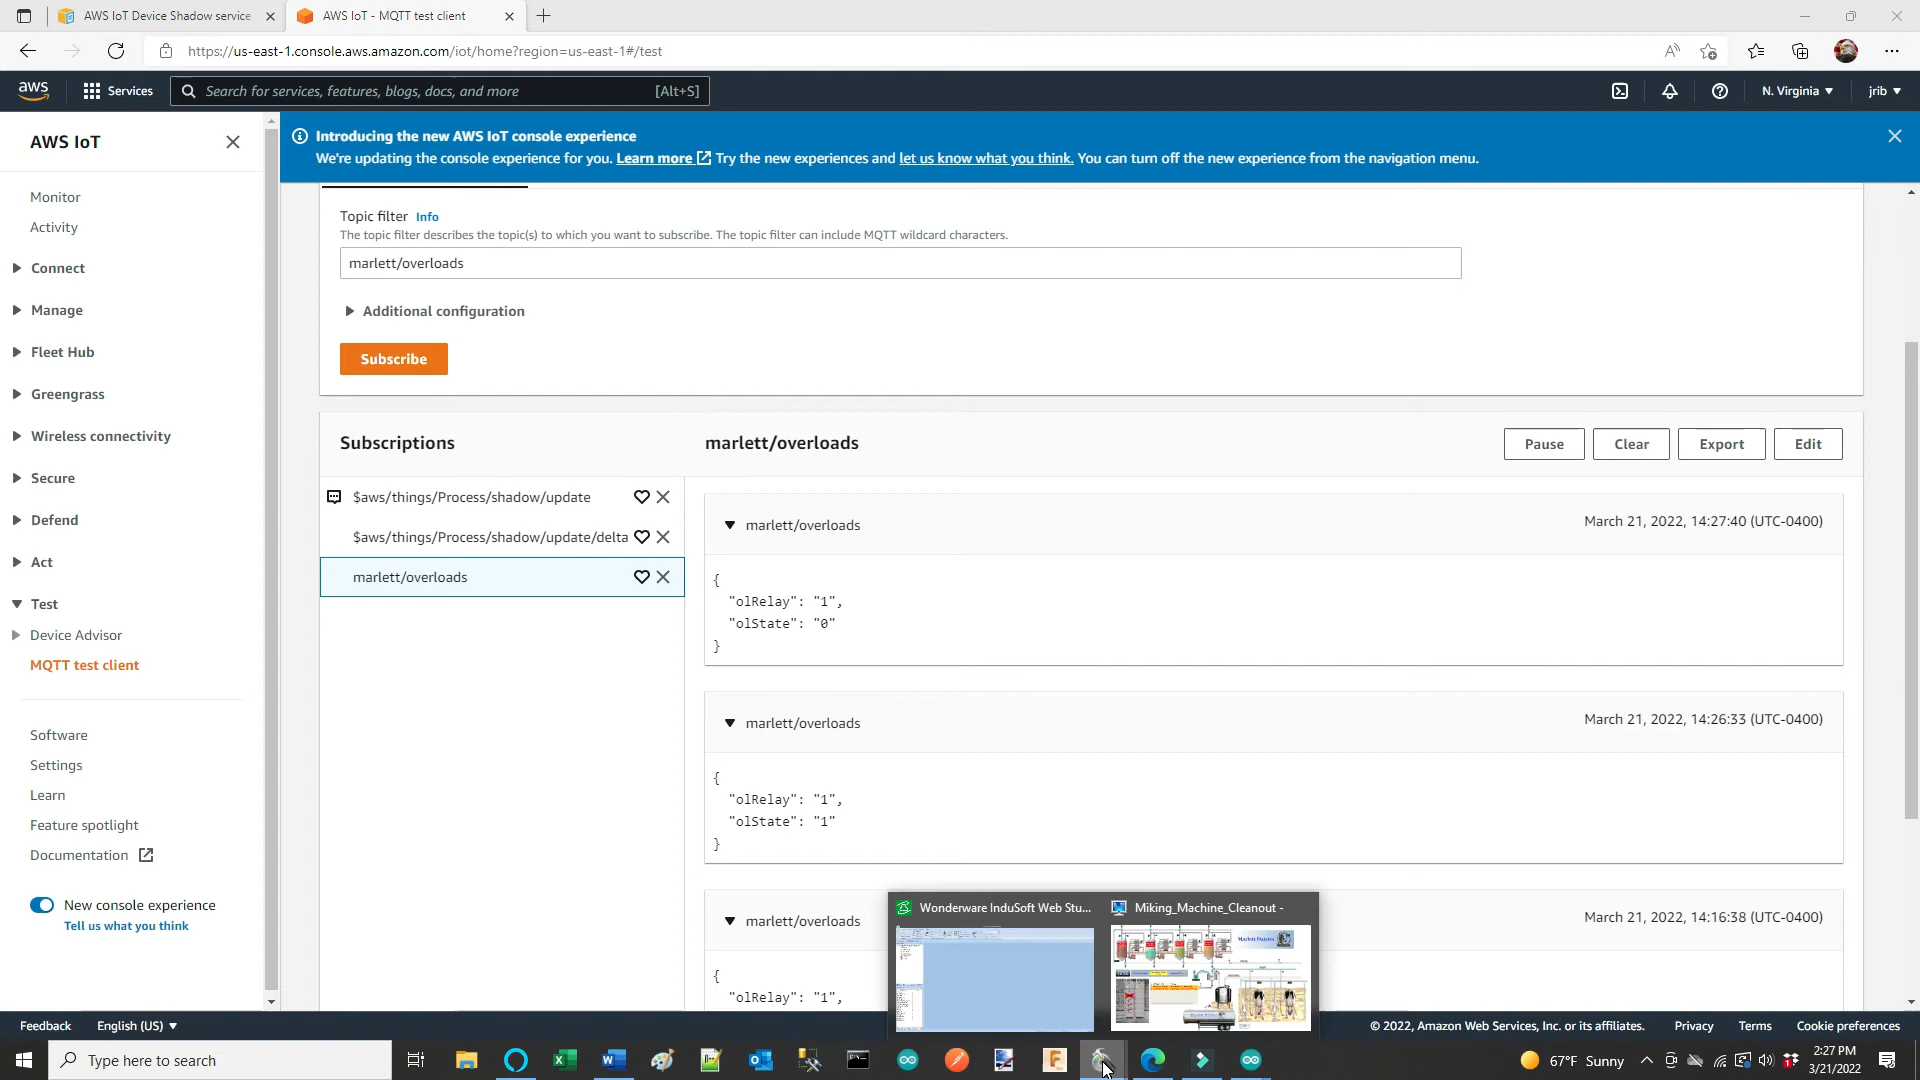 AWS IoT Device Shadow service
AWS IoT - MQTT test client
https://us-east-1.console.aws.amazon.com/iot/home?region=us-east-1#/test
aws
Services
Search for services, features, blogs, docs, and more
[Alt+S]
N. Virginia
jrib
AWS IoT
Introducing the new AWS IoT console experience
We're updating the console experience for you. Learn more Try the new experiences and let us know what you think. You can turn off the new experience from the navigation menu.
Monitor
Activity
Connect
Manage
Fleet Hub
Greengrass
Wireless connectivity
Secure
Defend
Act
Test
Device Advisor
MQTT test client
Software
Settings
Learn
Feature spotlight
Documentation
New console experience
Tell us what you think
Topic filter Info
The topic filter describes the topic(s) to which you want to subscribe. The topic filter can include MQTT wildcard characters.
marlett/overloads
Additional configuration
Subscribe
Subscriptions
$aws/things/Process/shadow/update
$aws/things/Process/shadow/update/delta
marlett/overloads
marlett/overloads
Pause
Clear
Export
Edit
marlett/overloads
March 21, 2022, 14:27:40 (UTC-0400)
{
"olRelay": "1",
"olState": "0"
}
marlett/overloads
March 21, 2022, 14:26:33 (UTC-0400)
{
"olRelay": "1",
"olState": "1"
}
marlett/overloads
March 21, 2022, 14:16:38 (UTC-0400)
{
"olRelay": "1",
Wonderware InduSoft Web Stu...
Miking_Machine_Cleanout -
Feedback
English (US)
© 2022, Amazon Web Services, Inc. or its affiliates.
Privacy
Terms
Cookie preferences
Type here to search
67°F Sunny
2:27 PM
3/21/2022